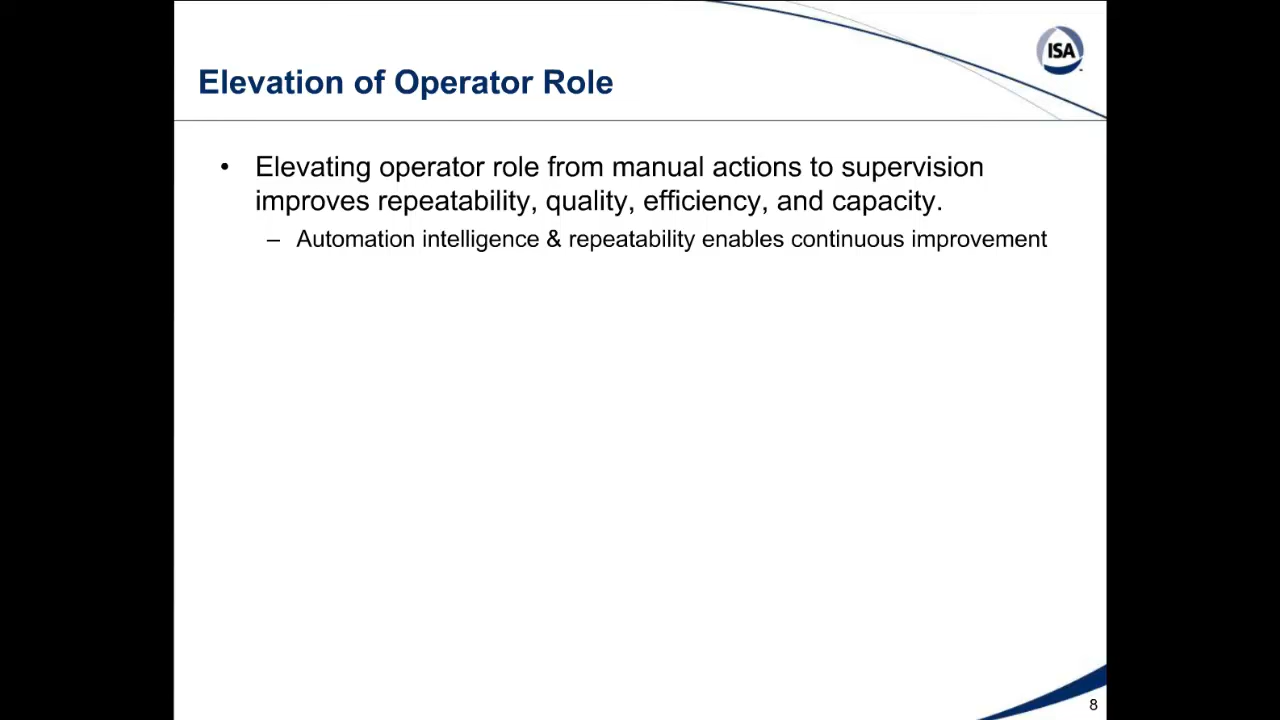 ISA
Elevation of Operator Role
• Elevating operator role from manual actions to supervision
improves repeatability, quality, efficiency, and capacity.
– Automation intelligence & repeatability enables continuous improvement
8